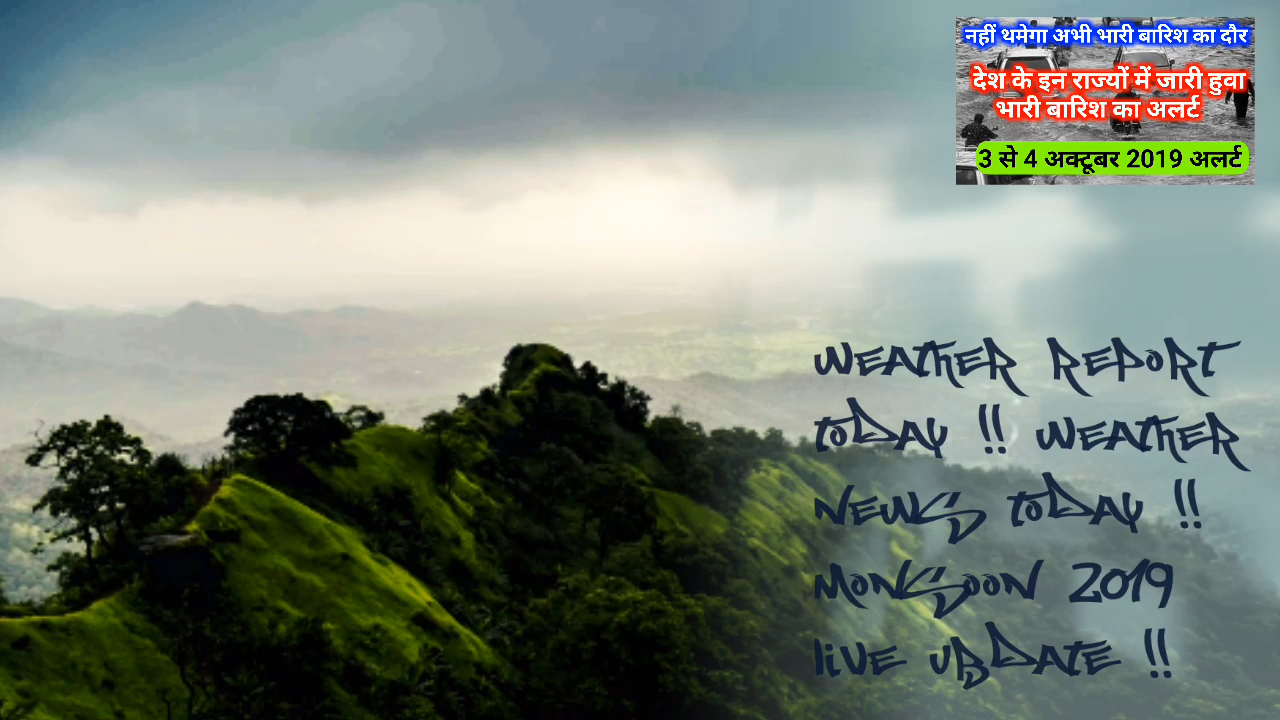 नहीं थमेगा अभी भारी बारिश का दौर
देश के इन राज्यों में जारी हुवा
भारी बारिश का अलर्ट
3 से 4 अक्टूबर 2019 अलर्ट
WEATHER REPORT
TODAY !! WEATHER
NEWS TODAY !!
MONSOON 2019
LIVE UPDATE !!